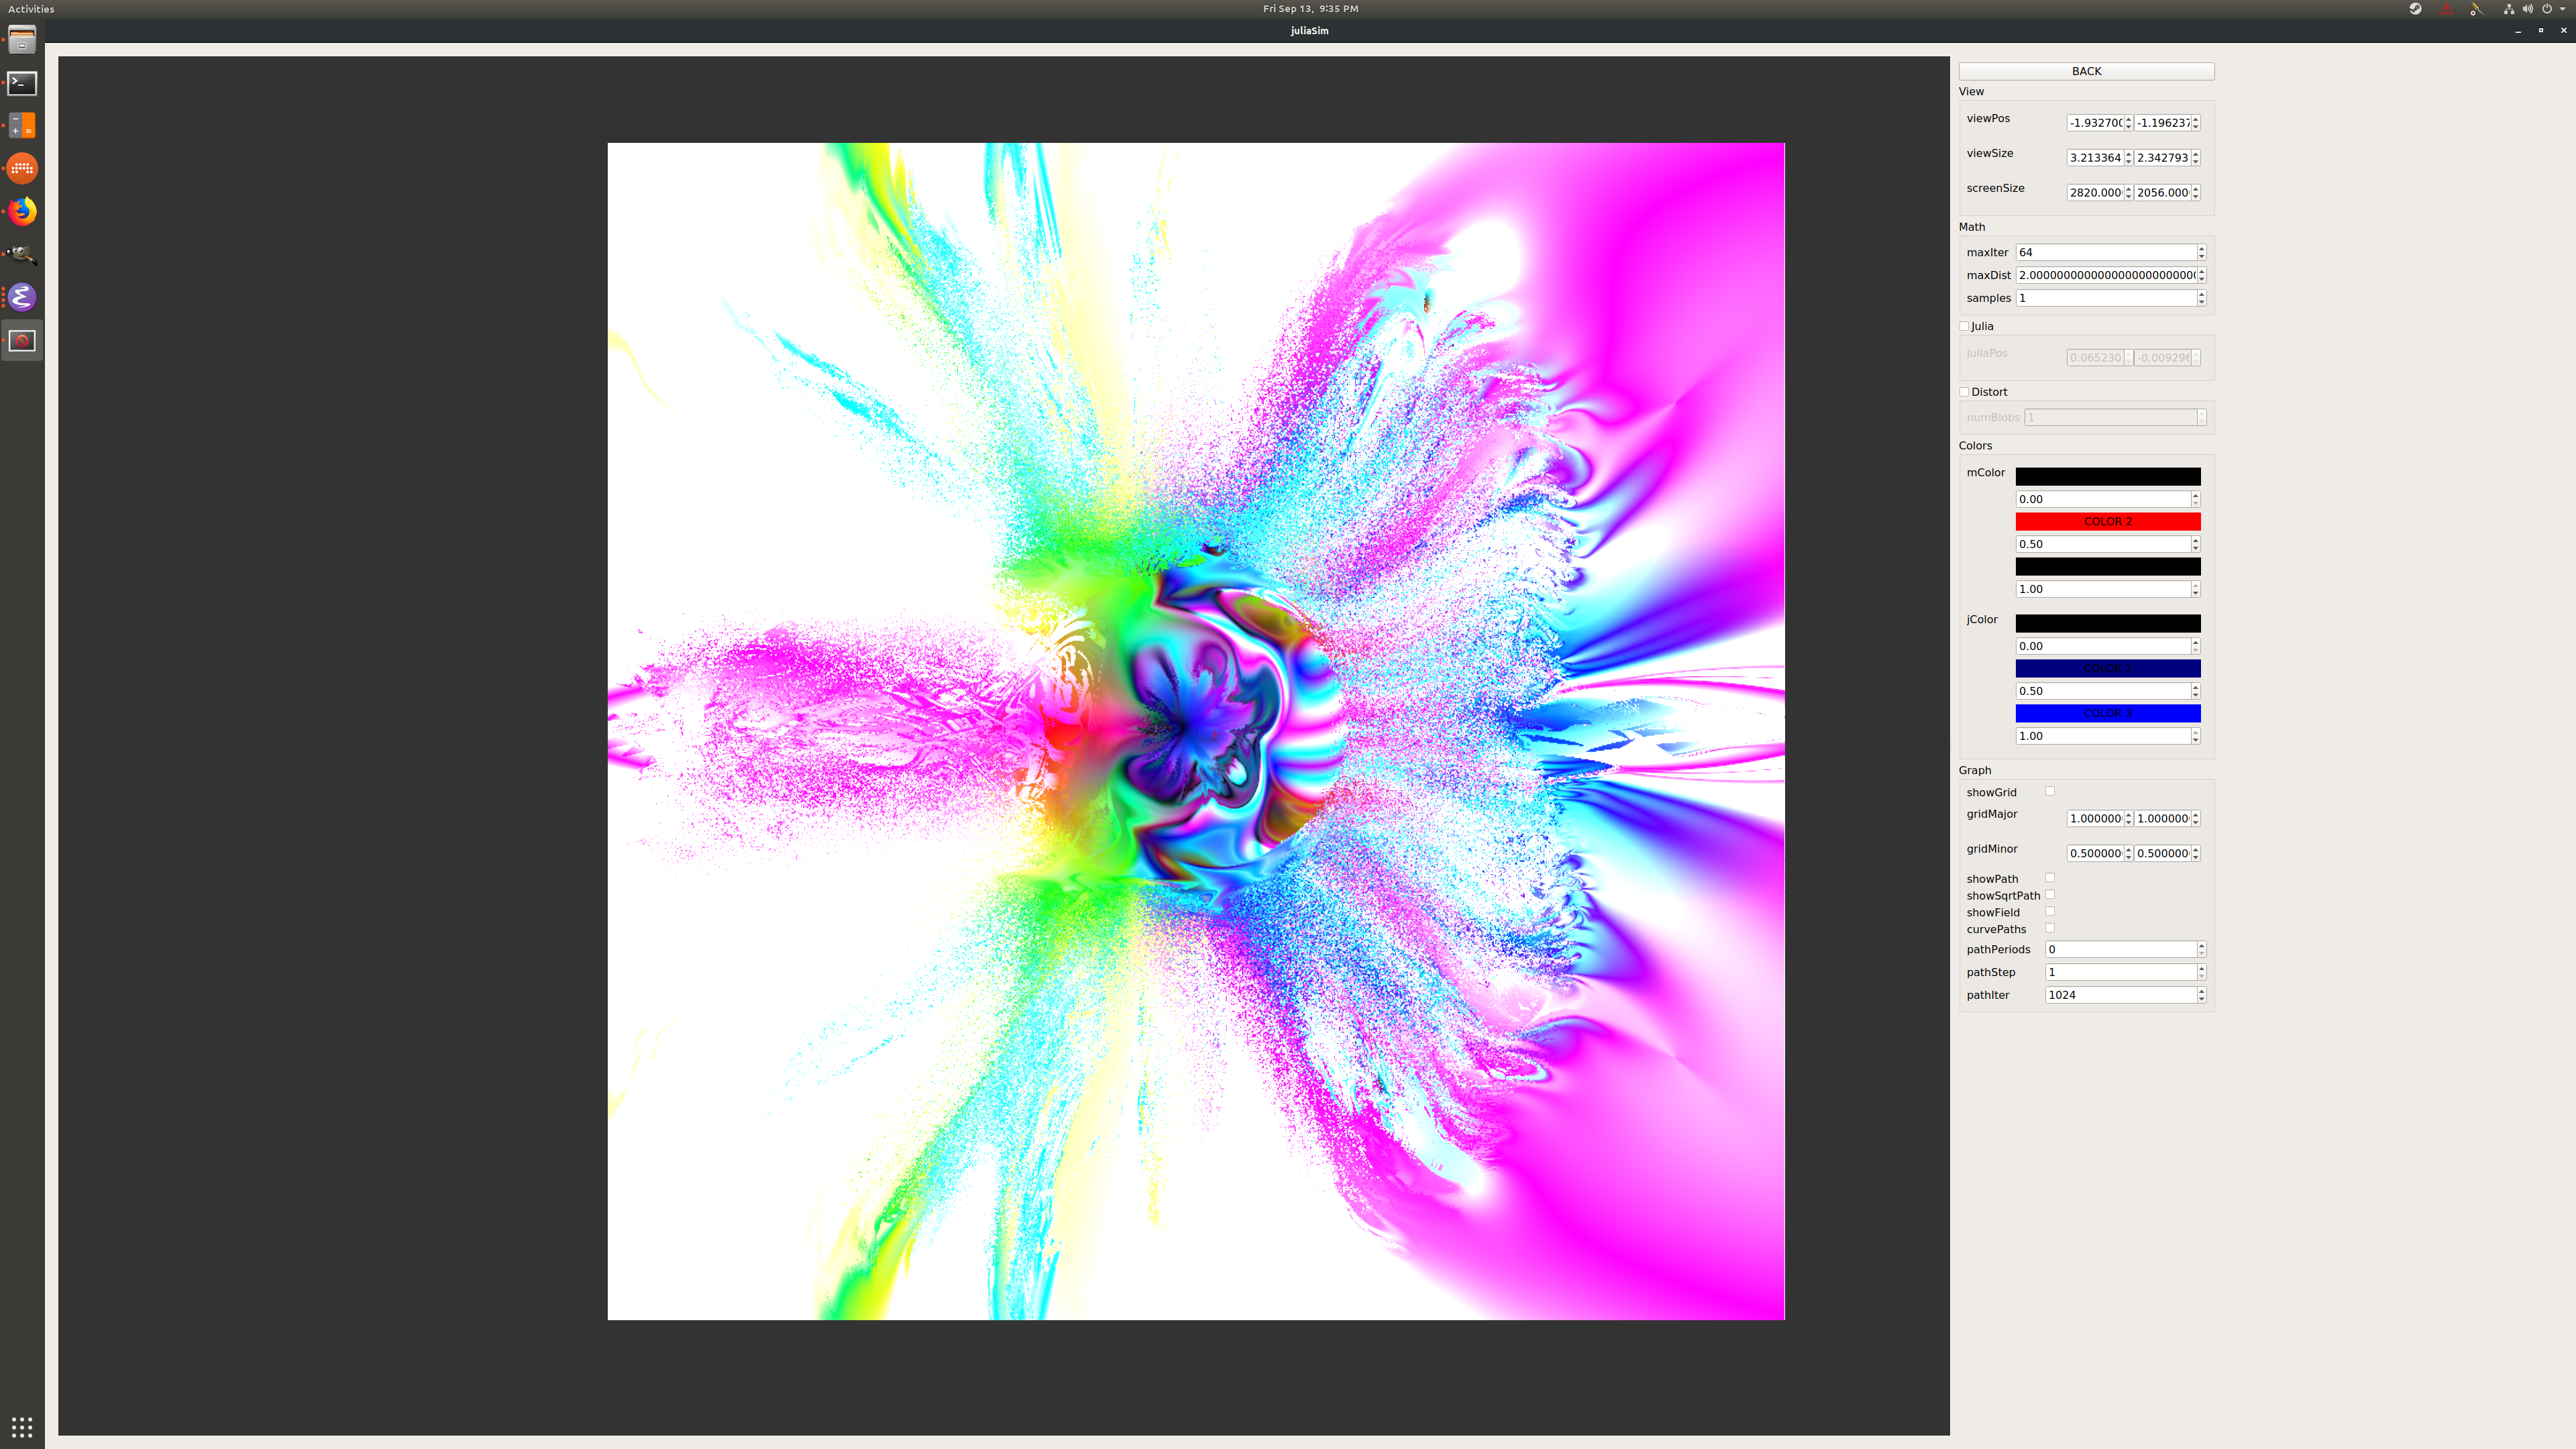 Activities
Fri Sep 13, 9:35 PM
juliaSim
BACK
View
viewPos -1.932700 -1.196237
viewSize 3.213364 2.342793
screenSize 2820.000 2056.000
Math
maxIter 64
maxDist 2.00000000000000000000000
samples 1
Julia
juliaPos 0.065230 -0.009296
Distort
numBlobs 1
Colors
mColor
0.00
COLOR 2
0.50
1.00
jColor
0.00
COLOR 2
0.50
COLOR 3
1.00
Graph
showGrid
gridMajor 1.000000 1.000000
gridMinor 0.500000 0.500000
showPath
showSqrtPath
showField
curvePaths
pathPeriods 0
pathStep 1
pathIter 1024